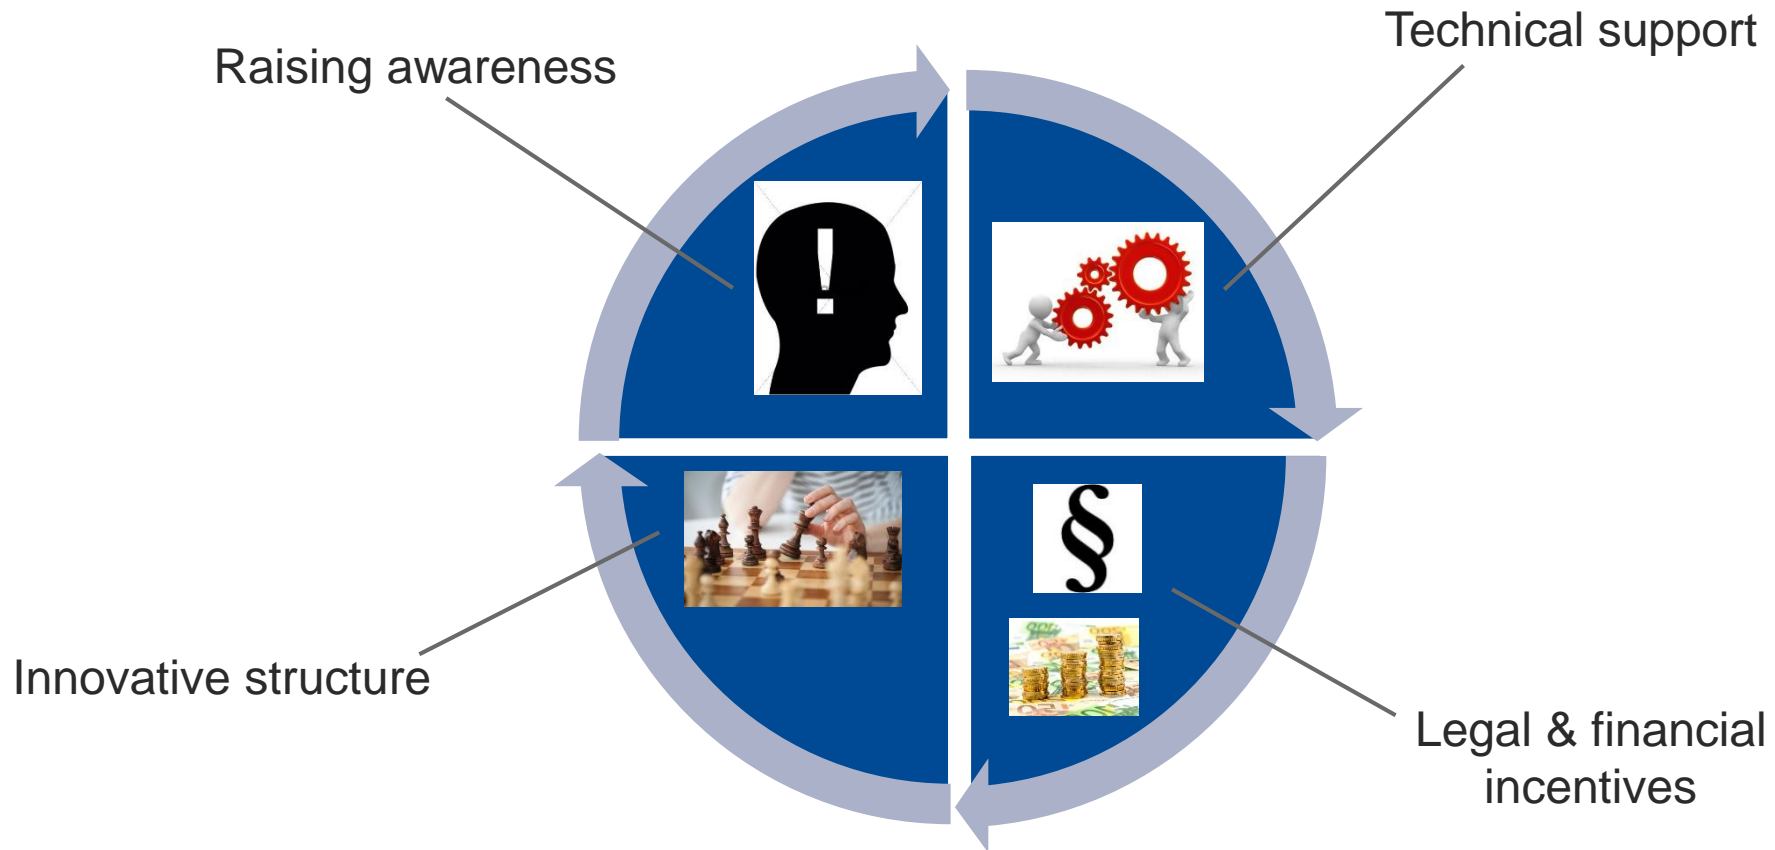 Raising awareness
Technical support
!
§
Innovative structure
Legal & financial
incentives